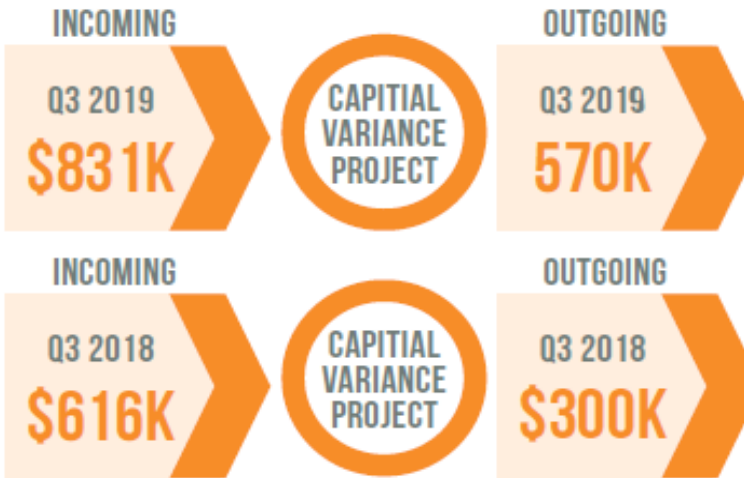 INCOMING
Q3 2019
$831K
CAPITIAL
VARIANCE
PROJECT
OUTGOING
Q3 2019
570K
INCOMING
Q3 2018
$616K
CAPITIAL
VARIANCE
PROJECT
OUTGOING
Q3 2018
$300K